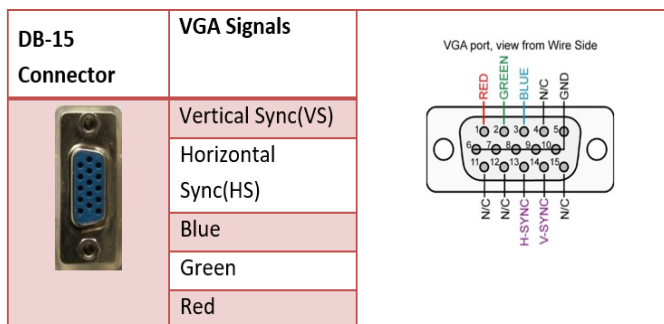 DB-15
Connector
VGA Signals
Vertical Sync(VS)
Horizontal
Sync(HS)
Blue
Green
Red
VGA port, view from Wire Side
RED
GREEN
BLUE
N/C
GND
1 2 3 4 5
6 7 8 9 10
11 12 13 14 15
N/C
N/C
H-SYNC
V-SYNC
N/C